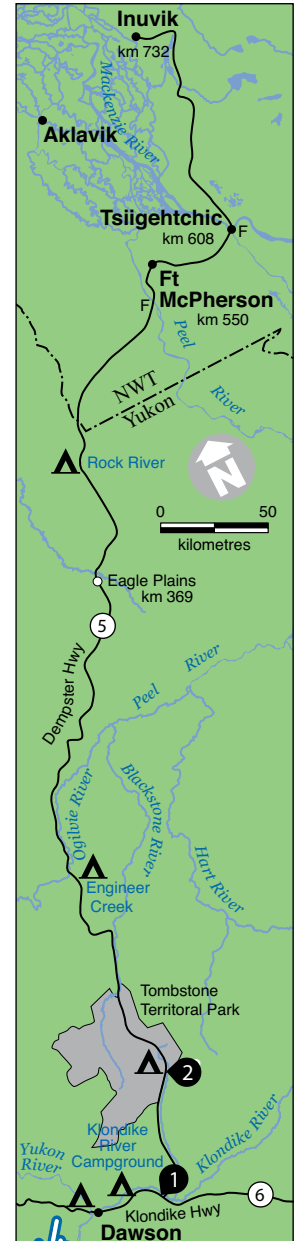 Inuvik
km 732
Mackenzie River
Aklavik
Tsiigehtchic
km 608
F
Ft
McPherson
km 550
F
Peel
River
NWT
Yukon
Rock River
N
0 50
kilometres
Eagle Plains
km 369
5
Dempster Hwy
Peel River
Ogilvie River
Blackstone River
Hart River
Engineer
Creek
Tombstone
Territoral Park
2
Klondike
River
Campground
Klondike River
Yukon
River
1
6
Klondike Hwy
Dawson